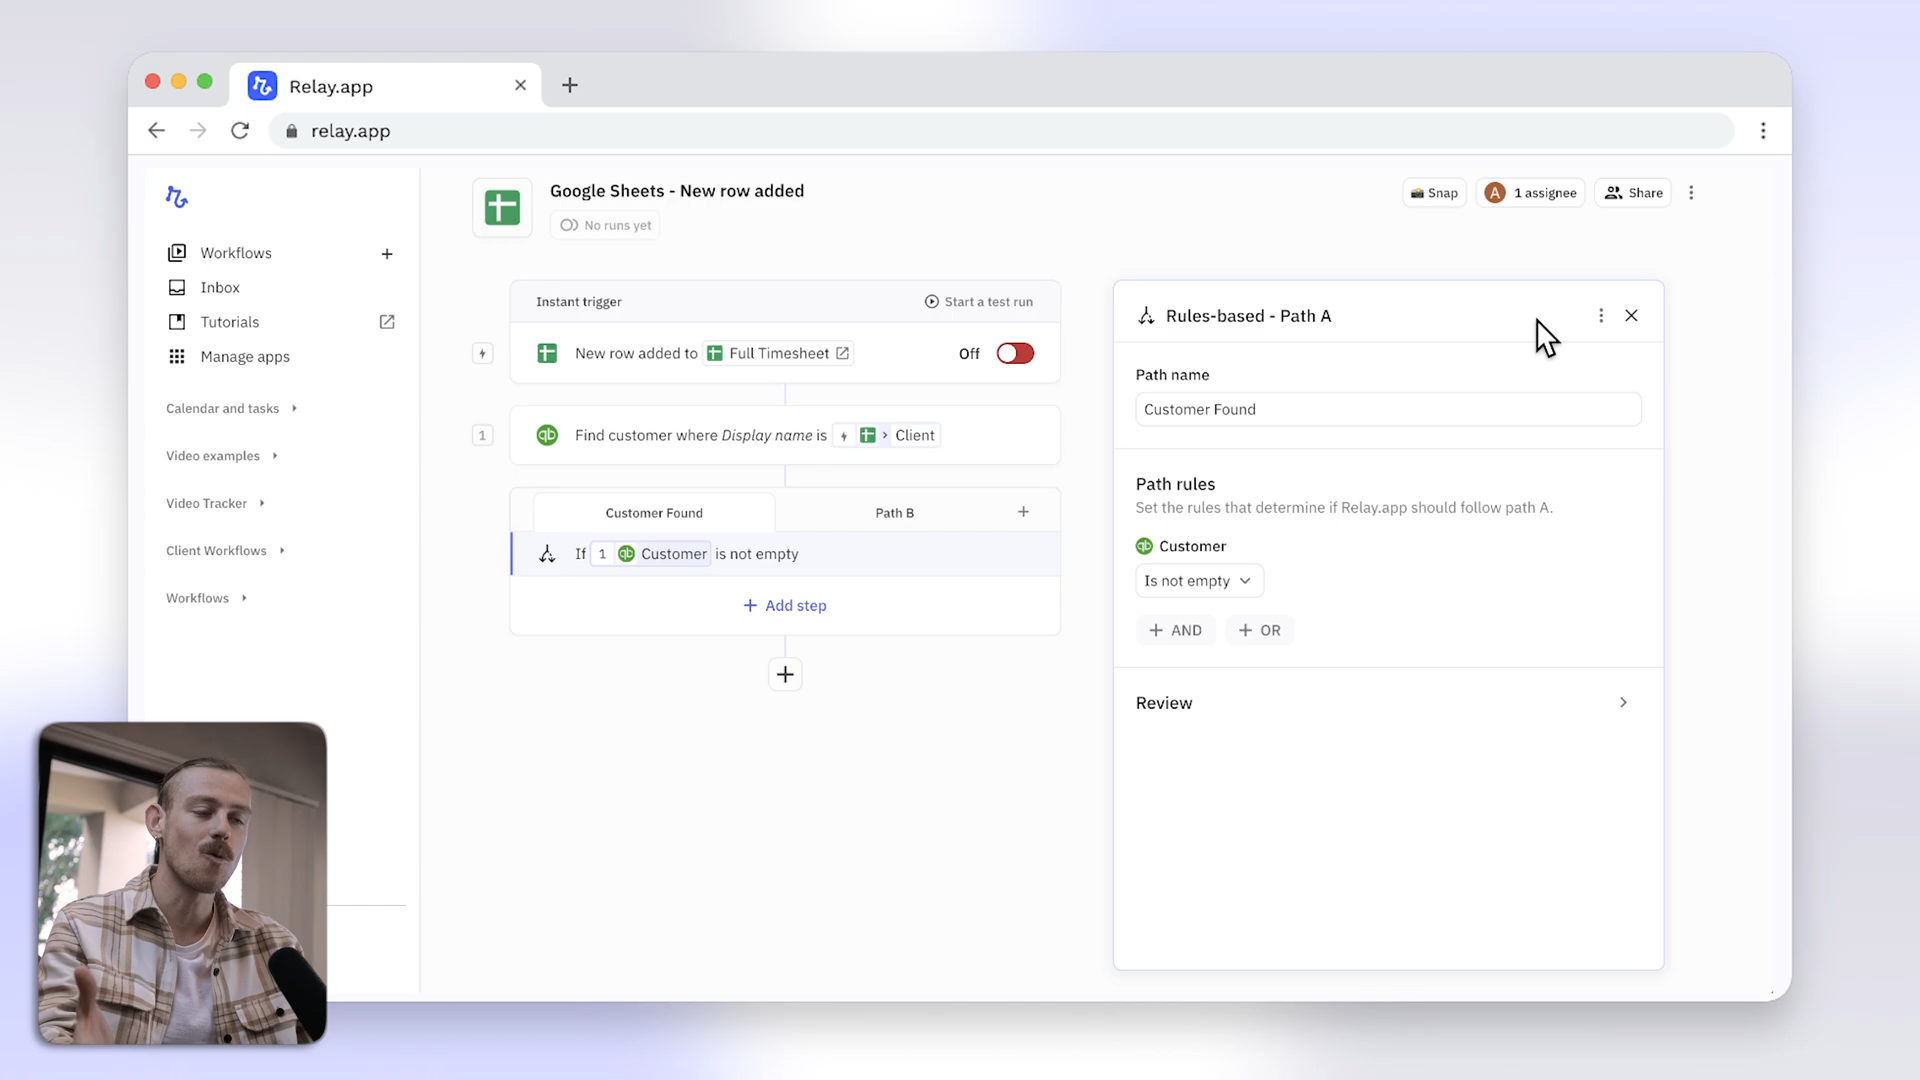 Relay.app
relay.app
Workflows
Inbox
Tutorials
Manage apps
Calendar and tasks
Video examples
Video Tracker
Client Workflows
Workflows
Google Sheets - New row added
No runs yet
Snap
A 1 assignee
Share
Instant trigger
Start a test run
New row added to Full Timesheet
Off
1
qb Find customer where Display name is Client
Customer Found
Path B
If 1 qb Customer is not empty
+ Add step
Rules-based - Path A
Path name
Customer Found
Path rules
Set the rules that determine if Relay.app should follow path A.
qb Customer
Is not empty
+ AND + OR
Review